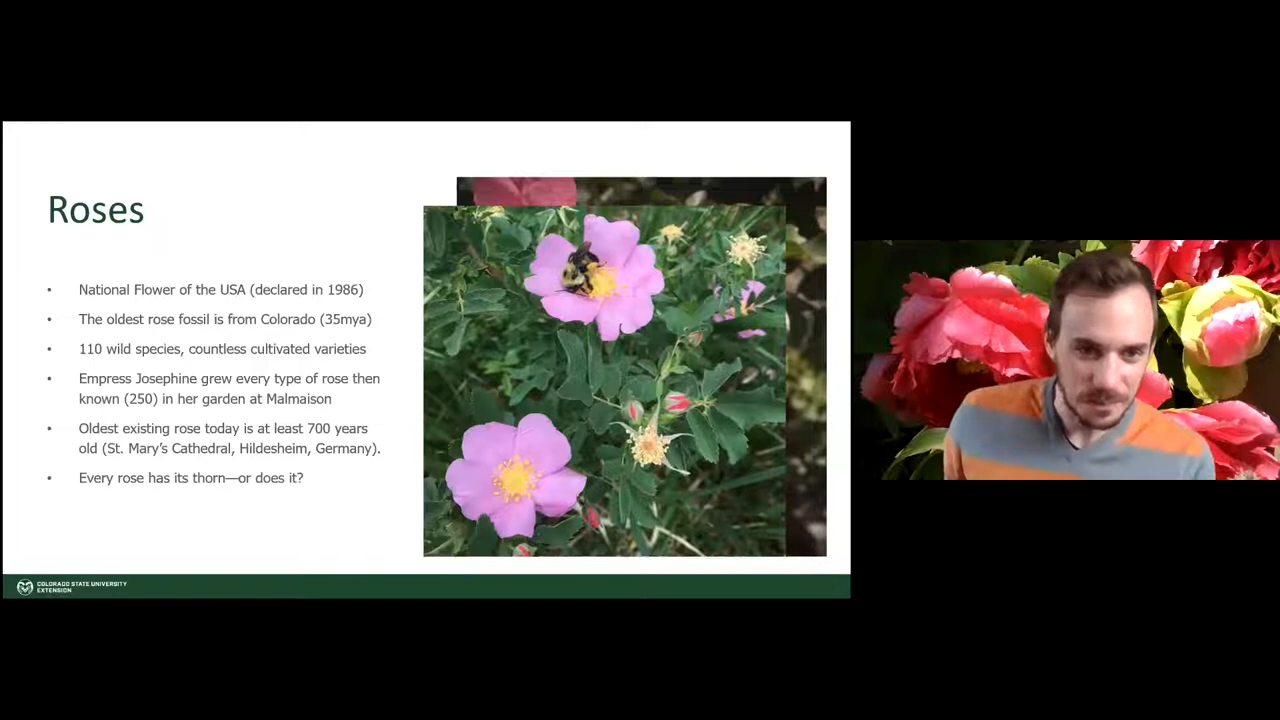 Roses
• National Flower of the USA (declared in 1986)
• The oldest rose fossil is from Colorado (35mya)
• 110 wild species, countless cultivated varieties
• Empress Josephine grew every type of rose then
known (250) in her garden at Malmaison
• Oldest existing rose today is at least 700 years
old (St. Mary's Cathedral, Hildesheim, Germany).
• Every rose has its thorn—or does it?
COLORADO STATE UNIVERSITY
EXTENSION